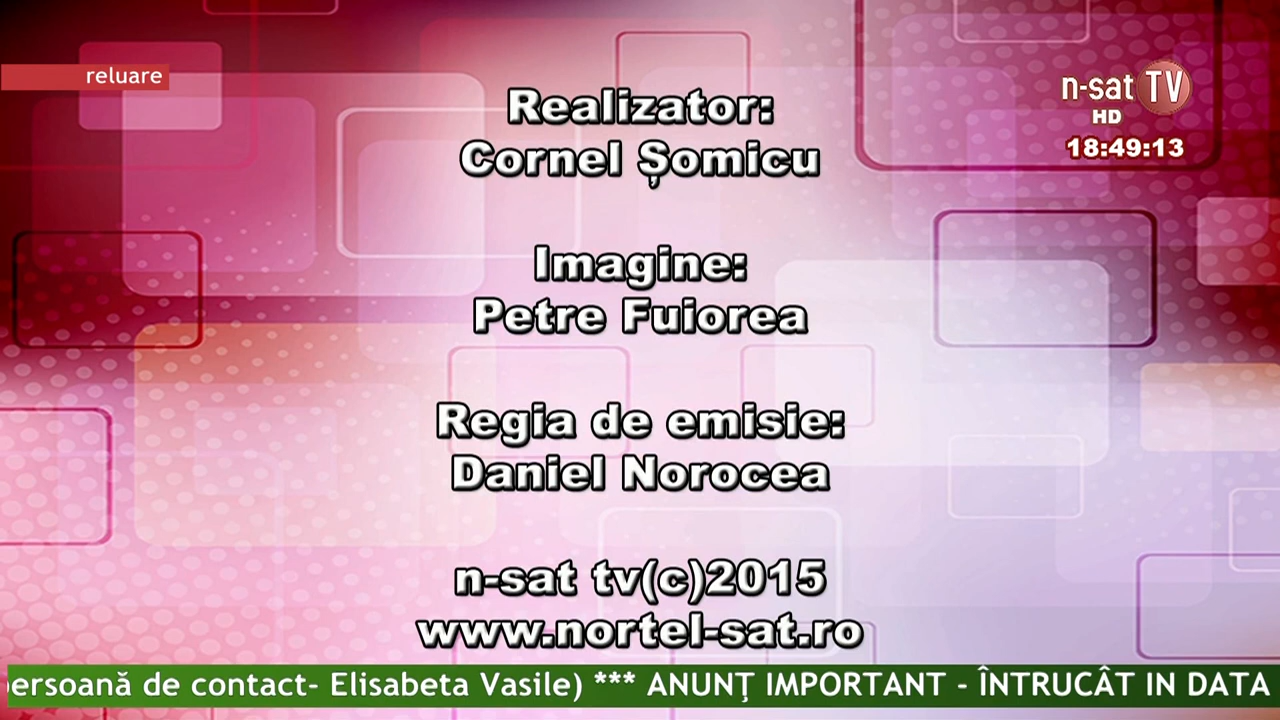 reluare
n-sat TV
HD
18:49:13
Realizator:
Cornel Șomicu
Imagine:
Petre Fuiorea
Regia de emisie:
Daniel Norocea
n-sat tv(c)2015
www.nortel-sat.ro
de contact- Elisabeta Vasile) *** ANUNŢ IMPORTANT - ÎNTRUCÂT IN DATA